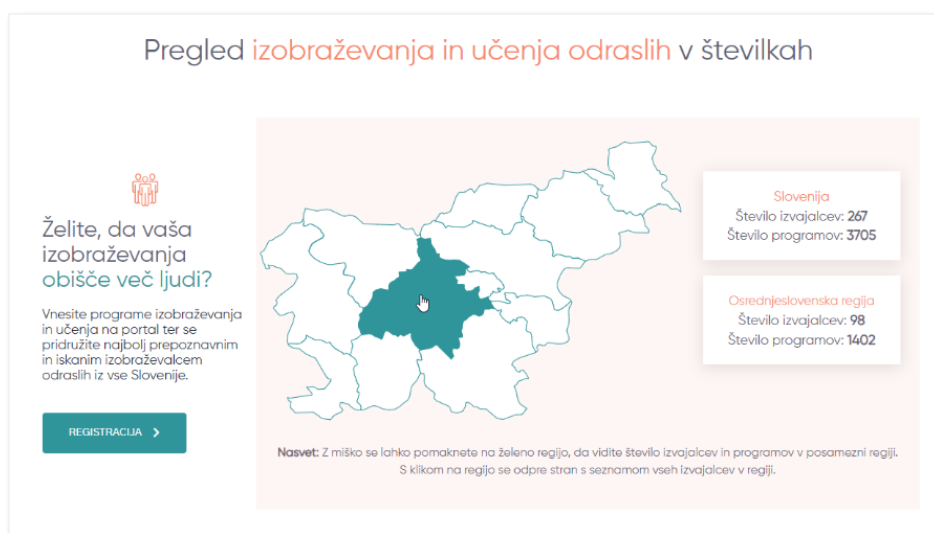 Pregled izobraževanja in učenja odraslih v številkah
Želite, da vaša
izobraževanja
obišče več ljudi?
Vnesite programe izobraževanja
in učenja na portal ter se
pridružite najbolj prepoznavnim
in iskanim izobraževalcem
odraslih iz vse Slovenije.
REGISTRACIJA
Slovenija
Število izvajalcev: 267
Število programov: 3705
Osrednjeslovenska regija
Število izvajalcev: 98
Število programov: 1402
Nasvet: Z miško se lahko pomaknete na želeno regijo, da vidite število izvajalcev in programov v posamezni regiji.
S klikom na regijo se odpre stran s seznamom vseh izvajalcev v regiji.